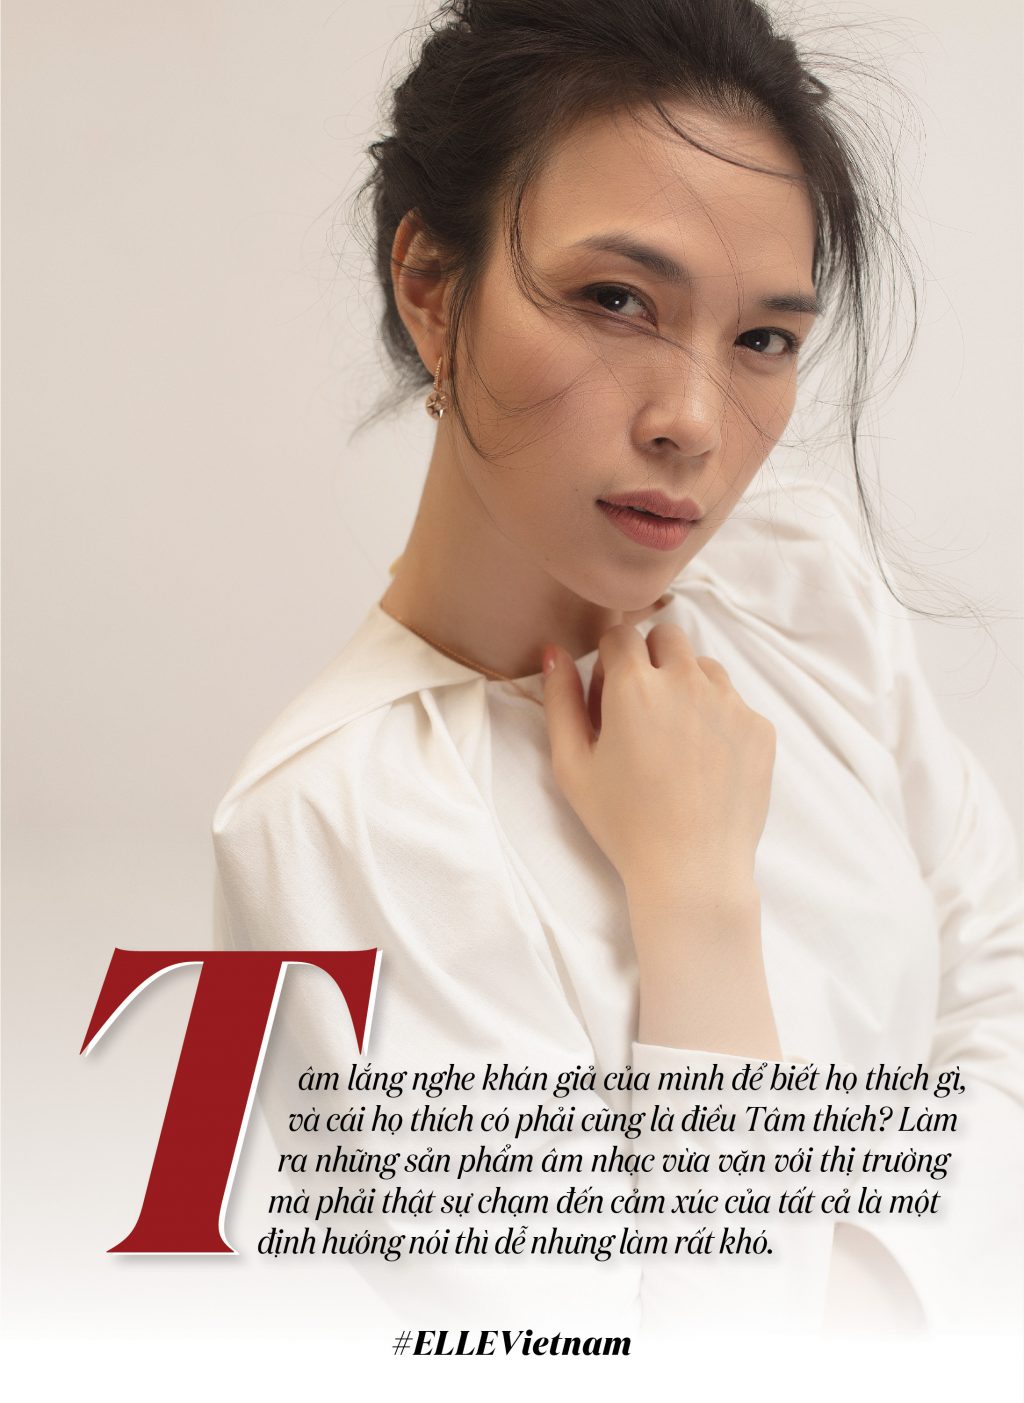 Tâm lắng nghe khán giả của mình để biết họ thích gì,
và cái họ thích có phải cũng là điều Tâm thích? Làm
ra những sản phẩm âm nhạc vừa vặn với thị trường
mà phải thật sự chạm đến cảm xúc của tất cả là một
định hướng nói thì dễ nhưng làm rất khó.
#ELLEVietnam